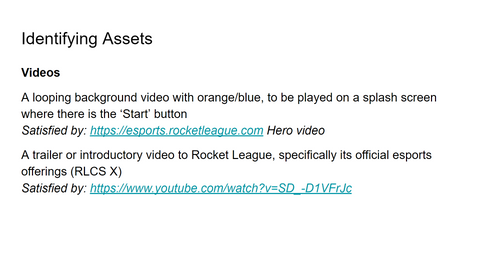 Identifying Assets
Videos
A looping background video with orange/blue, to be played on a splash screen
where there is the ‘Start’ button
Satisfied by: https://esports.rocketleague.com Hero video
A trailer or introductory video to Rocket League, specifically its official esports
offerings (RLCS X)
Satisfied by: https://www.youtube.com/watch?v=SD_-D1VFrJc